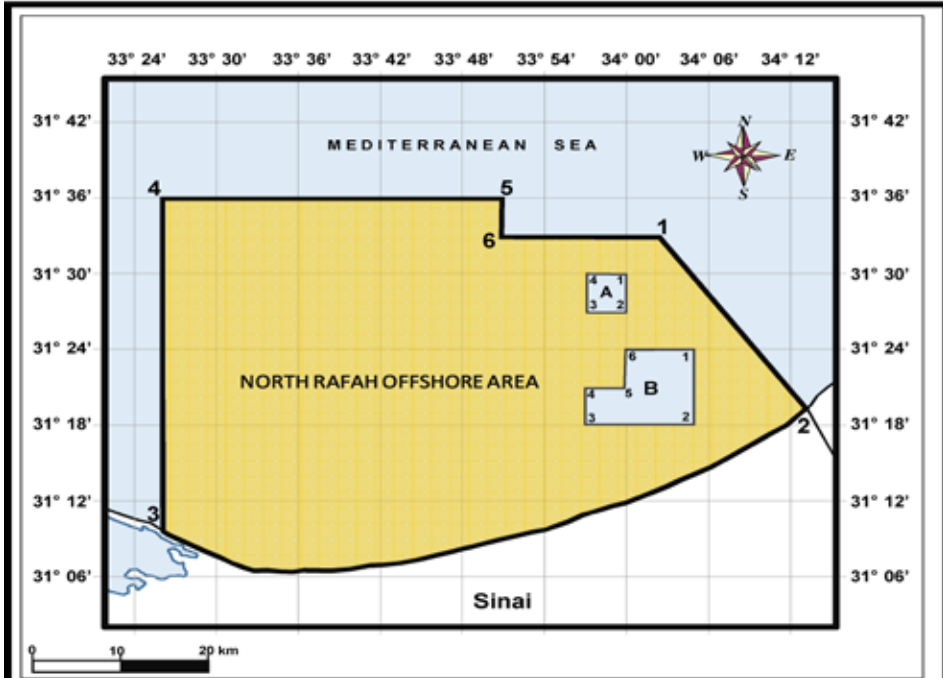 33° 24' 33° 30' 33° 36' 33° 42' 33° 48' 33° 54' 34° 00' 34° 06' 34° 12'
31° 42' 31° 42'
N
MEDITERRANEAN SEA
W E
S
31° 36' 4 5 31° 36'
6 1
31° 30' 31° 30'
4 1
A
3 2
31° 24' 31° 24'
6 1
NORTH RAFAH OFFSHORE AREA
B
4 5
3 2
31° 18' 2 31° 18'
31° 12' 31° 12'
3
31° 06' 31° 06'
Sinai
0 10 20 km